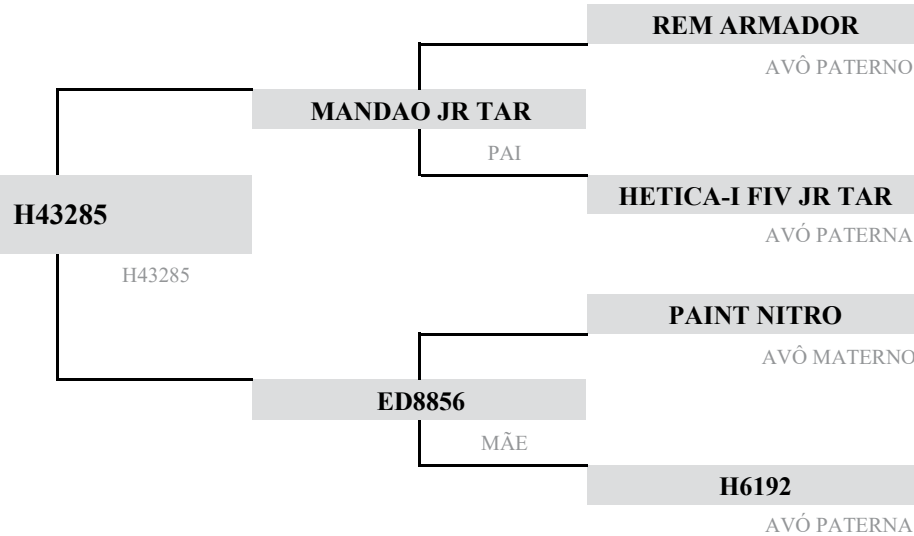 REM ARMADOR
AVÔ PATERNO
MANDAO JR TAR
PAI
HETICA-I FIV JR TAR
AVÓ PATERNA
H43285
H43285
PAINT NITRO
AVÔ MATERNO
ED8856
MÃE
H6192
AVÓ PATERNA